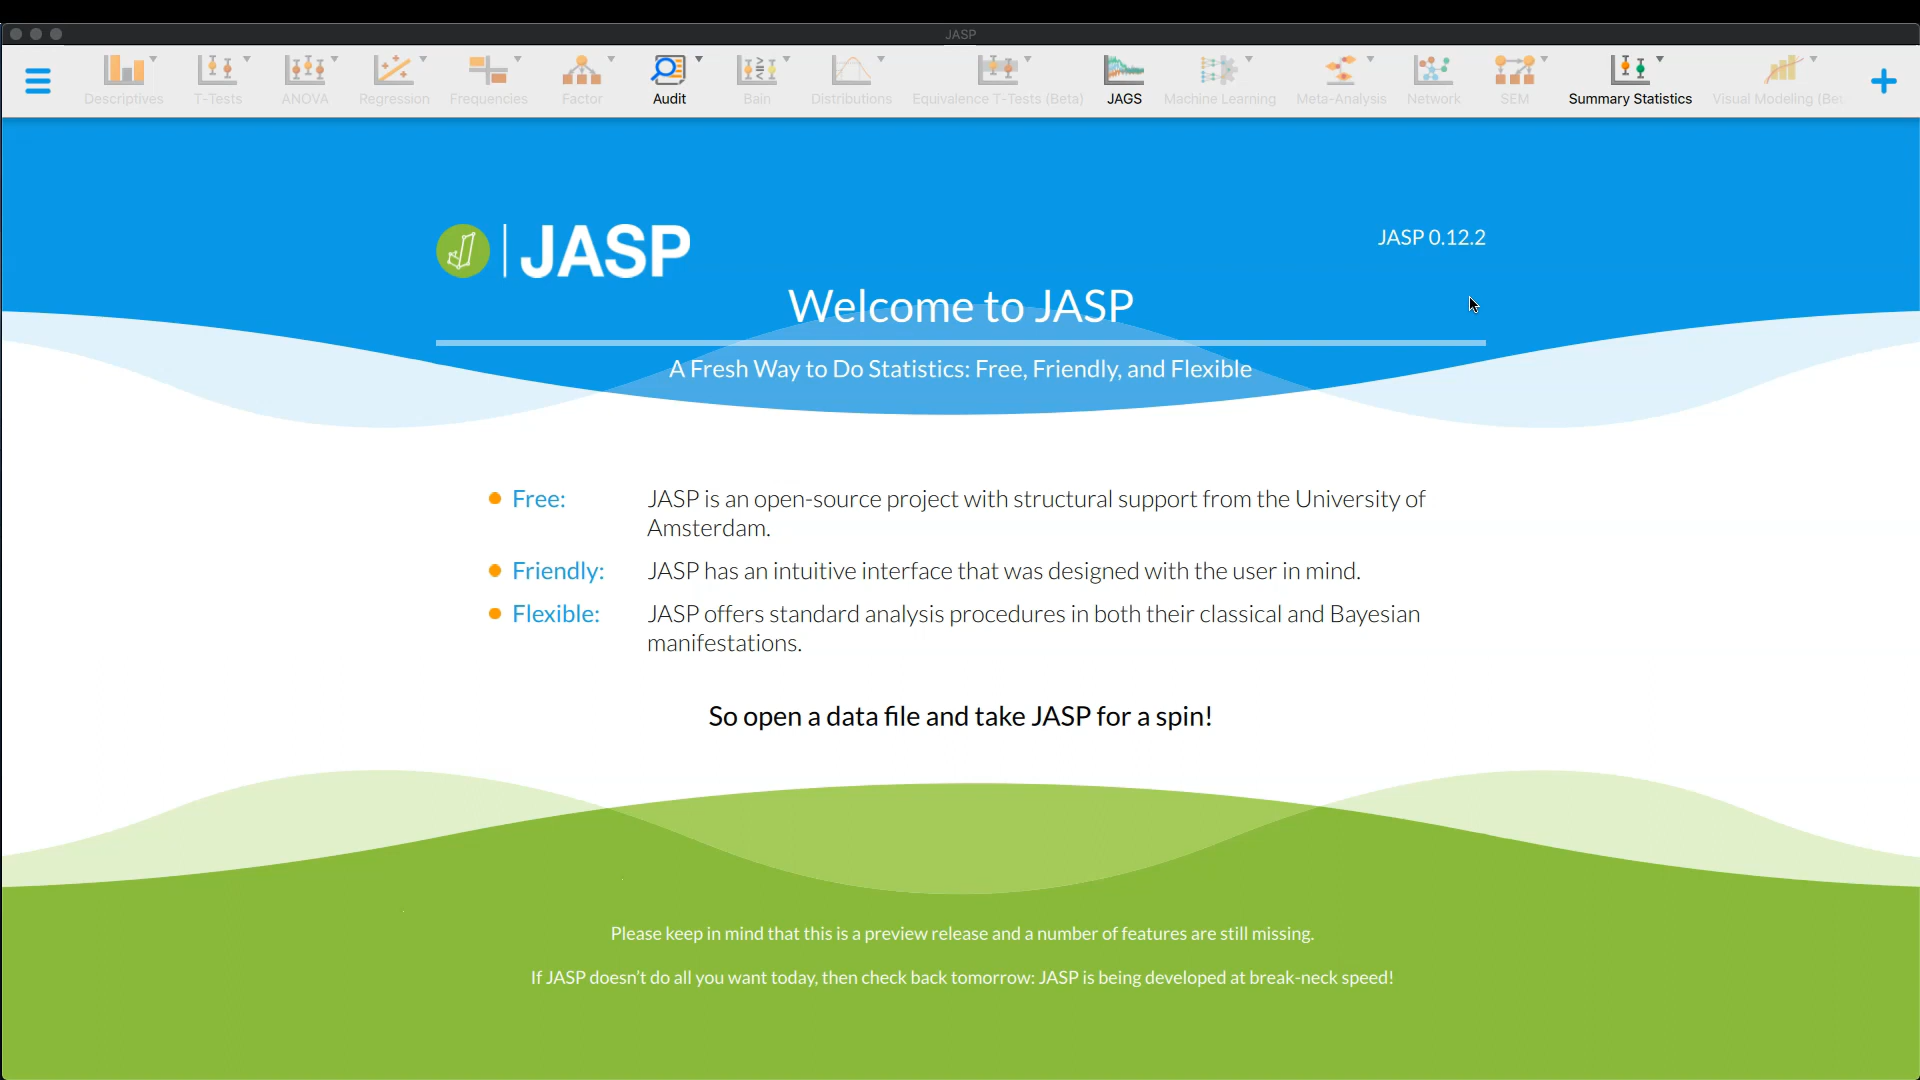 JASP
Descriptives T-Tests ANOVA Regression Frequencies Factor Audit Bain Distributions Equivalence T-Tests (Beta) JAGS Machine Learning Meta-Analysis Network SEM Summary Statistics Visual Modeling (Be
JASP
JASP 0.12.2
Welcome to JASP
A Fresh Way to Do Statistics: Free, Friendly, and Flexible
Free: JASP is an open-source project with structural support from the University of
Amsterdam.
Friendly: JASP has an intuitive interface that was designed with the user in mind.
Flexible: JASP offers standard analysis procedures in both their classical and Bayesian
manifestations.
So open a data file and take JASP for a spin!
Please keep in mind that this is a preview release and a number of features are still missing.
If JASP doesn't do all you want today, then check back tomorrow: JASP is being developed at break-neck speed!